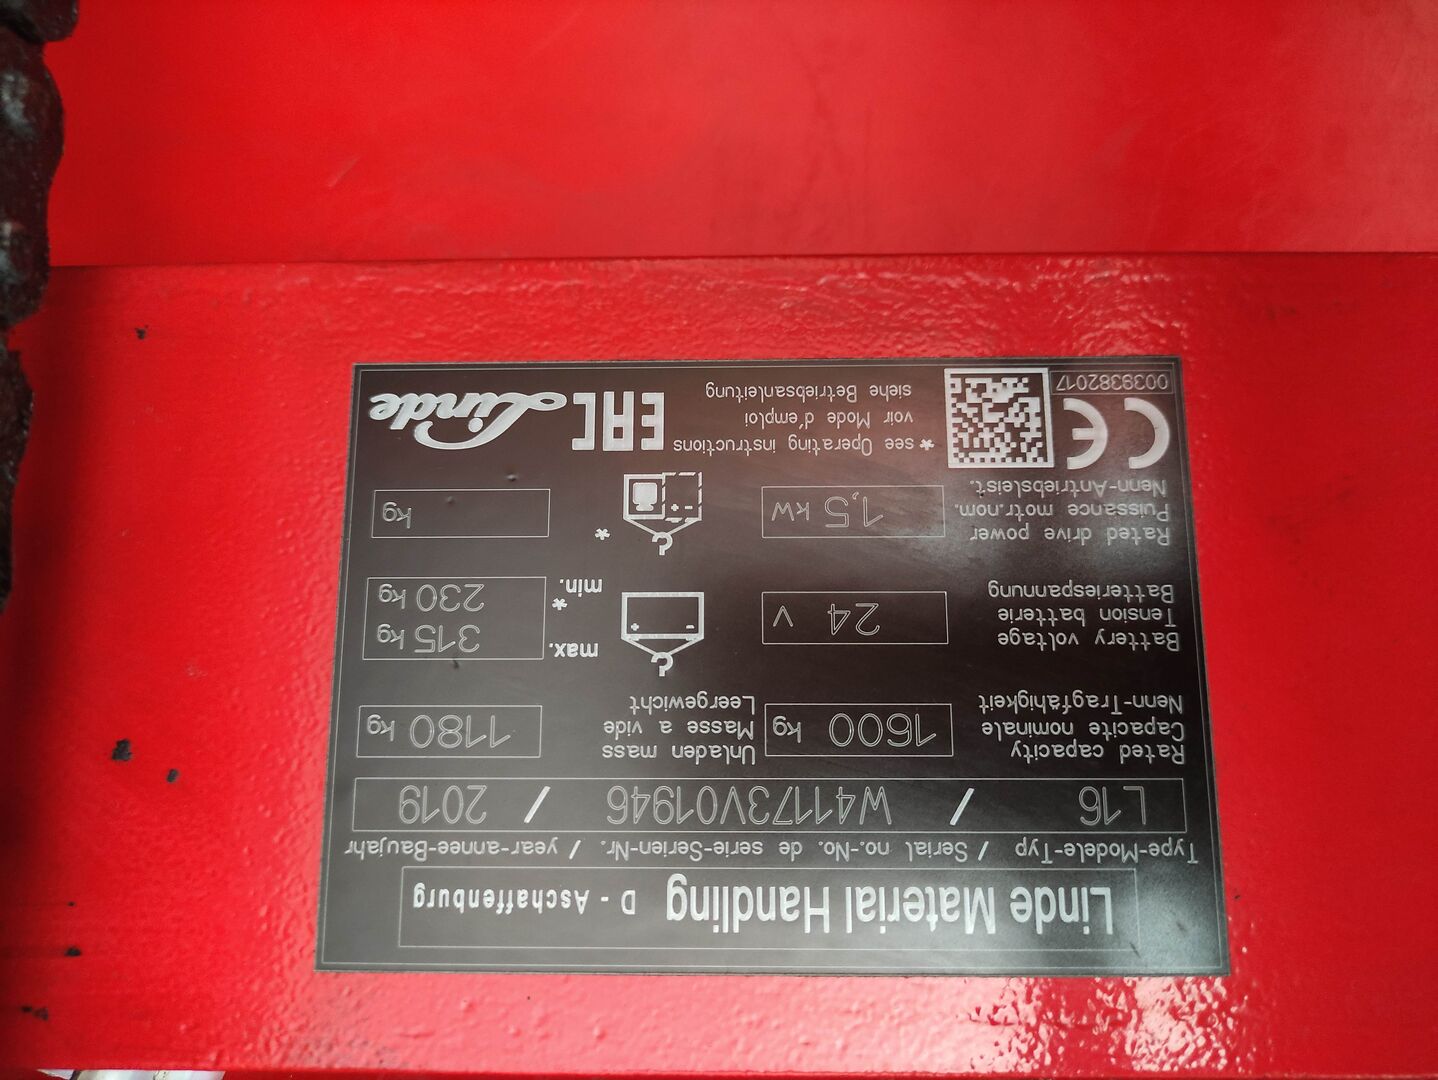 Linde Material Handling D - Aschaffenburg
Type-Modele-Typ / Serial no.-No. de serie-Serien-Nr. / year-annee-Baujahr
L16 / W41173V01946 / 2019
Rated capacity
Capacite nominale
Nenn-Tragfähigkeit
1600 kg
Unladen mass
Masse a vide
Leergewicht
1180 kg
Battery voltage
Tension batterie
Batteriespannung
24 V
max. 315 kg
min. * 230 kg
Rated drive power
Puissance motr.nom.
Nenn-Antriebsleist.
1,5 kW
* kg
CE
0039382017
* see Operating instructions
voir Mode d'emploi
siehe Betriebsanleitung
EAC
Linde